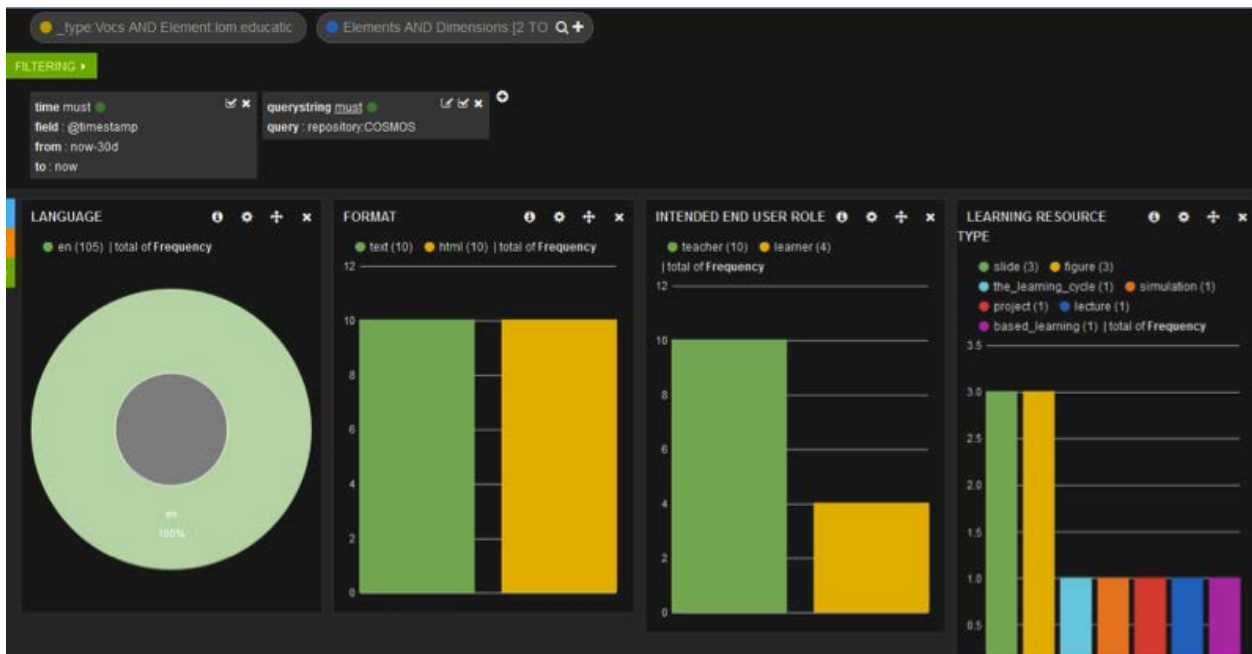 _type:Vocs AND Element:lom.educatic
Elements AND Dimensions:[2 TO
FILTERING
time must
field : @timestamp
from : now-30d
to : now
querystring must
query : repository:COSMOS
LANGUAGE
en (105) | total of Frequency
en
100%
FORMAT
text (10) html (10) | total of Frequency
12
10
8
6
4
2
0
INTENDED END USER ROLE
teacher (10) learner (4)
| total of Frequency
12
10
8
6
4
2
0
LEARNING RESOURCE
TYPE
slide (3) figure (3)
the_learning_cycle (1) simulation (1)
project (1) lecture (1)
based_learning (1) | total of Frequency
3.5
3.0
2.5
2.0
1.5
1.0
0.5